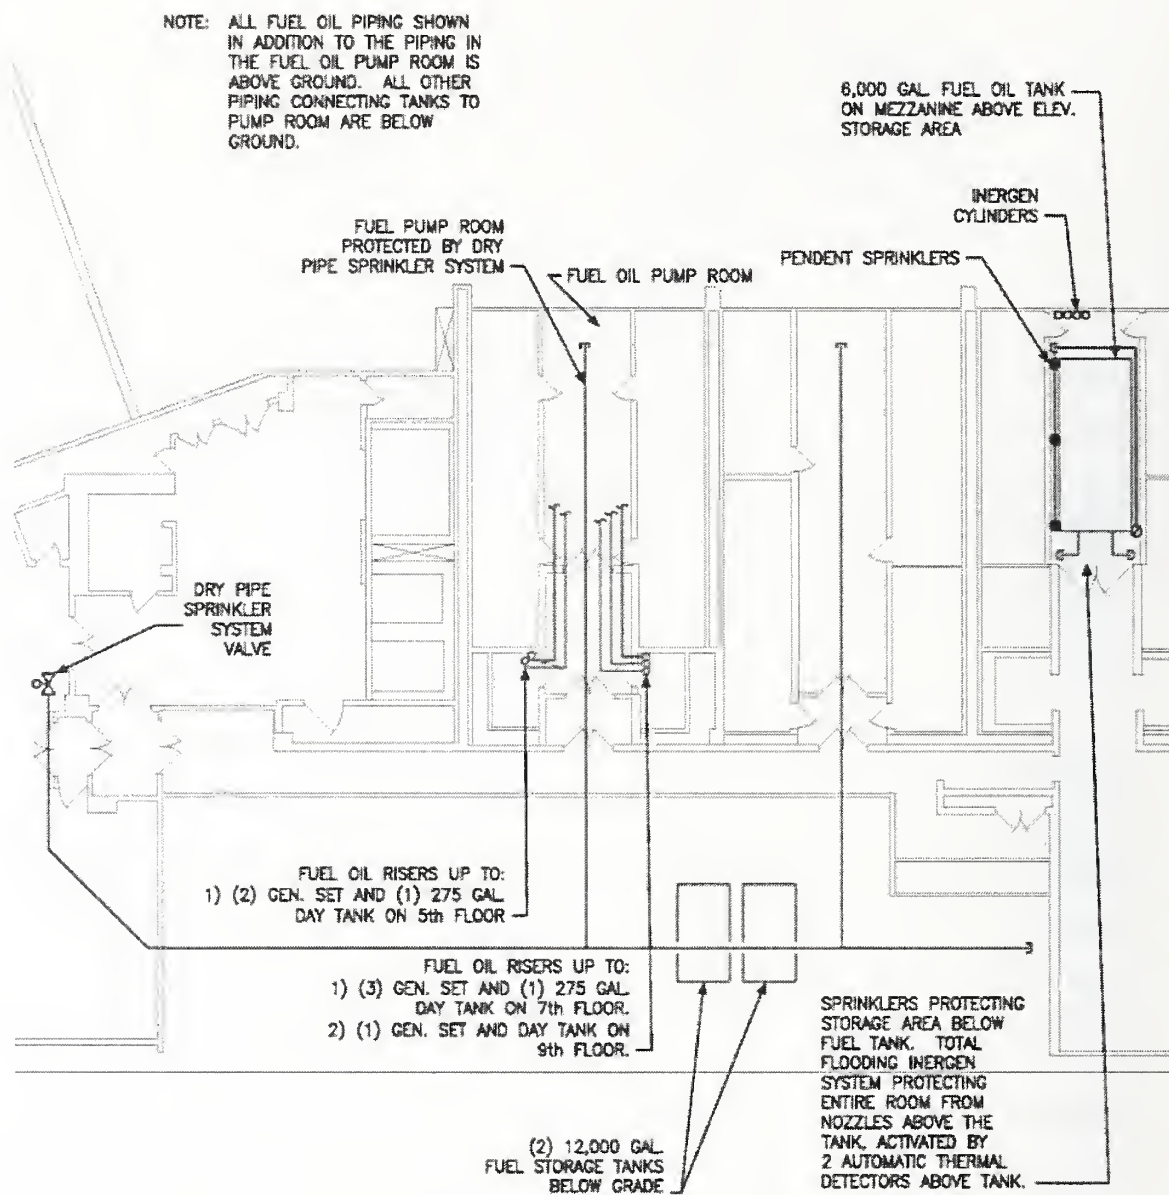 NOTE: ALL FUEL OIL PIPING SHOWN
IN ADDITION TO THE PIPING IN
THE FUEL OIL PUMP ROOM IS
ABOVE GROUND. ALL OTHER
PIPING CONNECTING TANKS TO
PUMP ROOM ARE BELOW
GROUND.
6,000 GAL. FUEL OIL TANK
ON MEZZANINE ABOVE ELEV.
STORAGE AREA
INERGEN
CYLINDERS
PENDENT SPRINKLERS
FUEL PUMP ROOM
PROTECTED BY DRY
PIPE SPRINKLER SYSTEM
FUEL OIL PUMP ROOM
DRY PIPE
SPRINKLER
SYSTEM
VALVE
FUEL OIL RISERS UP TO:
1) (2) GEN. SET AND (1) 275 GAL.
DAY TANK ON 5th FLOOR
FUEL OIL RISERS UP TO:
1) (3) GEN. SET AND (1) 275 GAL.
DAY TANK ON 7th FLOOR.
2) (1) GEN. SET AND DAY TANK ON
9th FLOOR.
SPRINKLERS PROTECTING
STORAGE AREA BELOW
FUEL TANK. TOTAL
FLOODING INERGEN
SYSTEM PROTECTING
ENTIRE ROOM FROM
NOZZLES ABOVE THE
TANK, ACTIVATED BY
2 AUTOMATIC THERMAL
DETECTORS ABOVE TANK.
(2) 12,000 GAL.
FUEL STORAGE TANKS
BELOW GRADE